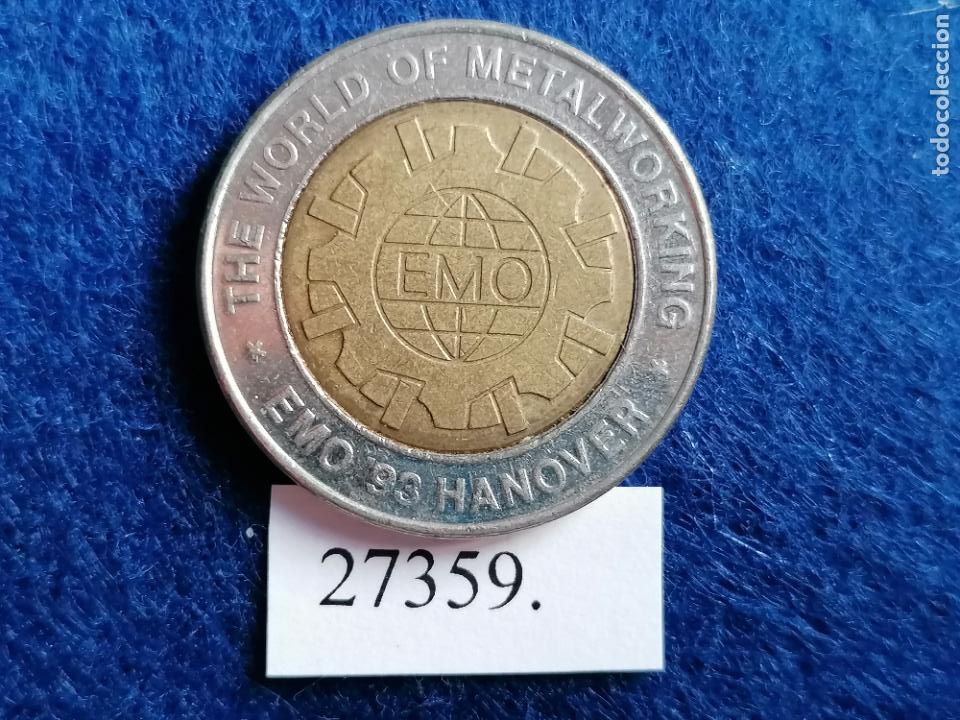 THE WORLD OF METALWORKING
EMO
* EMO '93 HANOVER *
27359.
todocoleccion